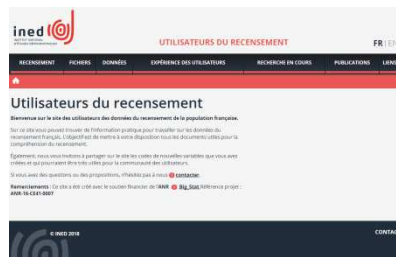 ined
UTILISATEURS DU RECENSEMENT
FR | EN
RECENSEMENT FICHIERS DONNÉES EXPÉRIENCE DES UTILISATEURS RECHERCHE EN COURS PUBLICATIONS LIENS
Utilisateurs du recensement
Bienvenue sur le site des utilisateurs des données du recensement de la population française.
Sur ce site vous pouvez trouver de l'information pratique pour travailler sur les données du
recensement français. L'objectif est de mettre à votre disposition tous les documents utiles pour la
compréhension du recensement.
Également, nous vous invitons à partager sur le site les codes de nouvelles variables que vous avez
créées et qui pourraient être très utiles pour la communauté des utilisateurs.
Si vous avez des questions ou des propositions, n'hésitez pas à nous contacter.
Remerciements : Ce site a été créé avec le soutien financier de l'ANR Big_Stat Référence projet :
ANR-16-CE41-0007
© INED 2018
CONTAC